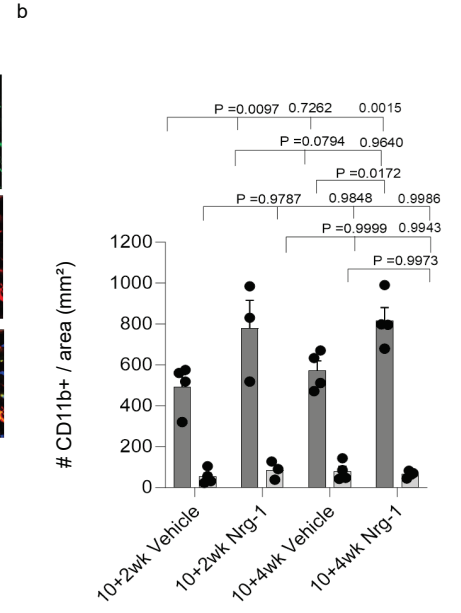 b
P =0.0097 0.7262 0.0015
P =0.0794 0.9640
P =0.0172
P =0.9787 0.9848 0.9986
P =0.9999 0.9943
P =0.9973
# CD11b+ / area (mm²)
1200
1000
800
600
400
200
0
10+2wk Vehicle
10+2wk Nrg-1
10+4wk Vehicle
10+4wk Nrg-1